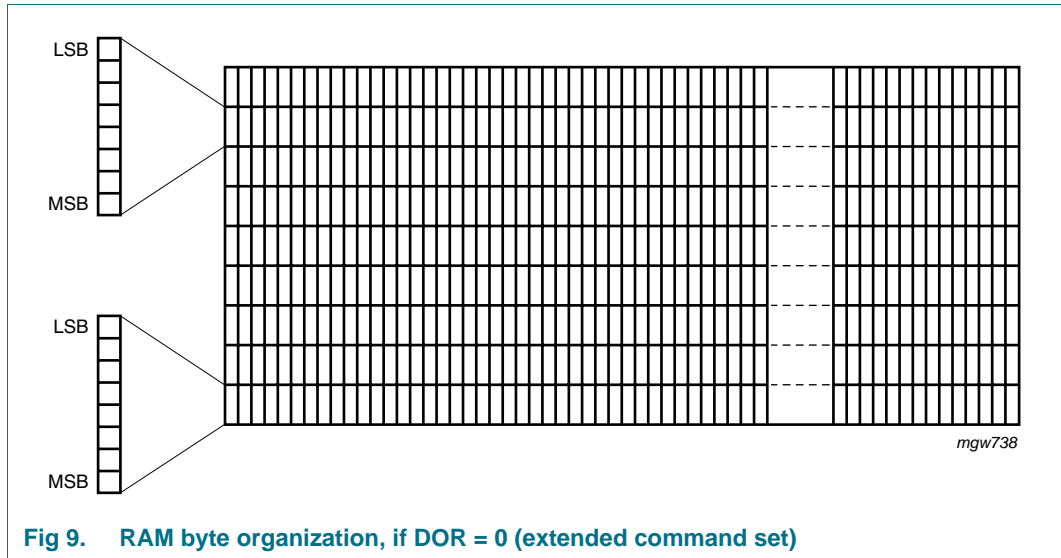 LSB
MSB
LSB
MSB
mgw738
Fig 9. RAM byte organization, if DOR = 0 (extended command set)